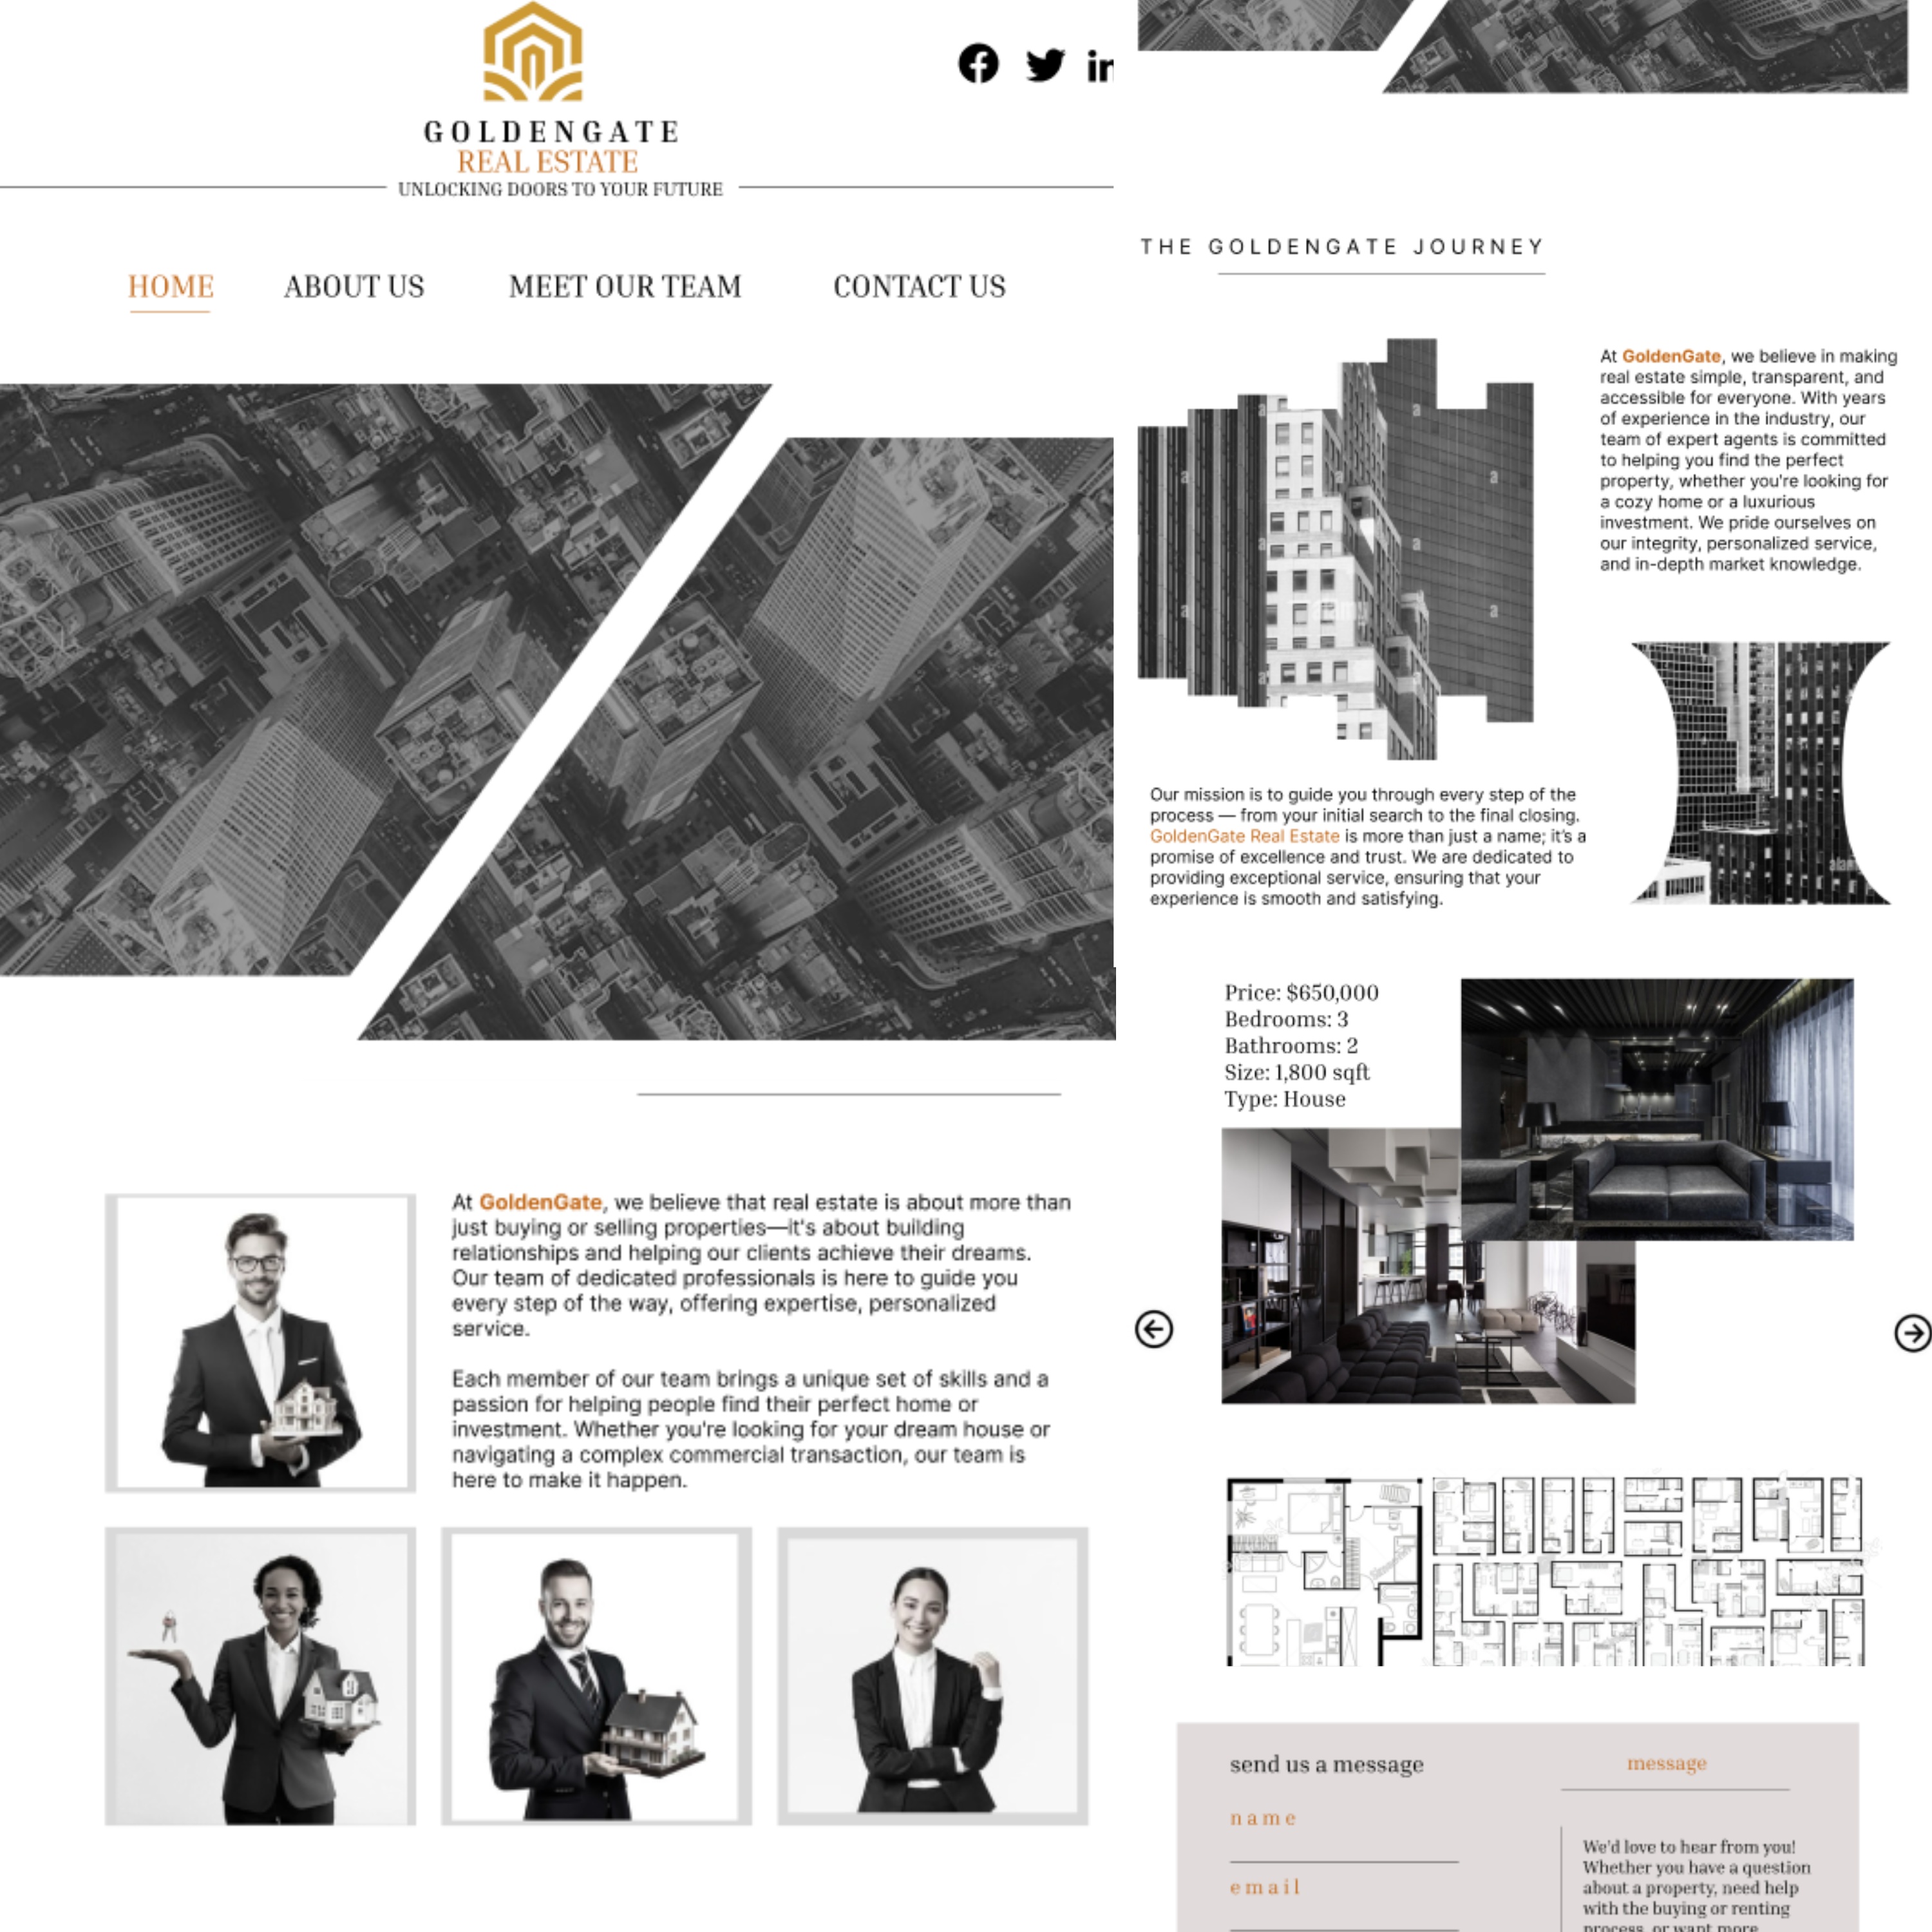 GOLDENGATE
REAL ESTATE
UNLOCKING DOORS TO YOUR FUTURE
HOME
ABOUT US
MEET OUR TEAM
CONTACT US
At GoldenGate, we believe that real estate is about more than
just buying or selling properties—it's about building
relationships and helping our clients achieve their dreams.
Our team of dedicated professionals is here to guide you
every step of the way, offering expertise, personalized
service.
Each member of our team brings a unique set of skills and a
passion for helping people find their perfect home or
investment. Whether you're looking for your dream house or
navigating a complex commercial transaction, our team is
here to make it happen.
THE GOLDENGATE JOURNEY
At GoldenGate, we believe in making
real estate simple, transparent, and
accessible for everyone. With years
of experience in the industry, our
team of expert agents is committed
to helping you find the perfect
property, whether you're looking for
a cozy home or a luxurious
investment. We pride ourselves on
our integrity, personalized service,
and in-depth market knowledge.
Our mission is to guide you through every step of the
process — from your initial search to the final closing.
GoldenGate Real Estate is more than just a name; it's a
promise of excellence and trust. We are dedicated to
providing exceptional service, ensuring that your
experience is smooth and satisfying.
Price: $650,000
Bedrooms: 3
Bathrooms: 2
Size: 1,800 sqft
Type: House
send us a message
name
email
message
We'd love to hear from you!
Whether you have a question
about a property, need help
with the buying or renting
process, or want more